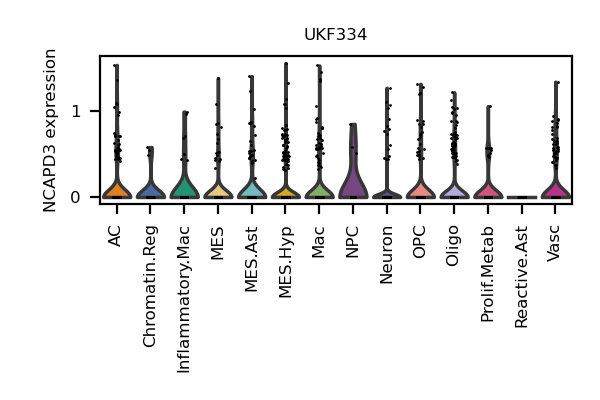 UKF334
NCAPD3 expression
1
0
AC
Chromatin.Reg
Inflammatory.Mac
MES
MES.Ast
MES.Hyp
Mac
NPC
Neuron
OPC
Oligo
Prolif.Metab
Reactive.Ast
Vasc